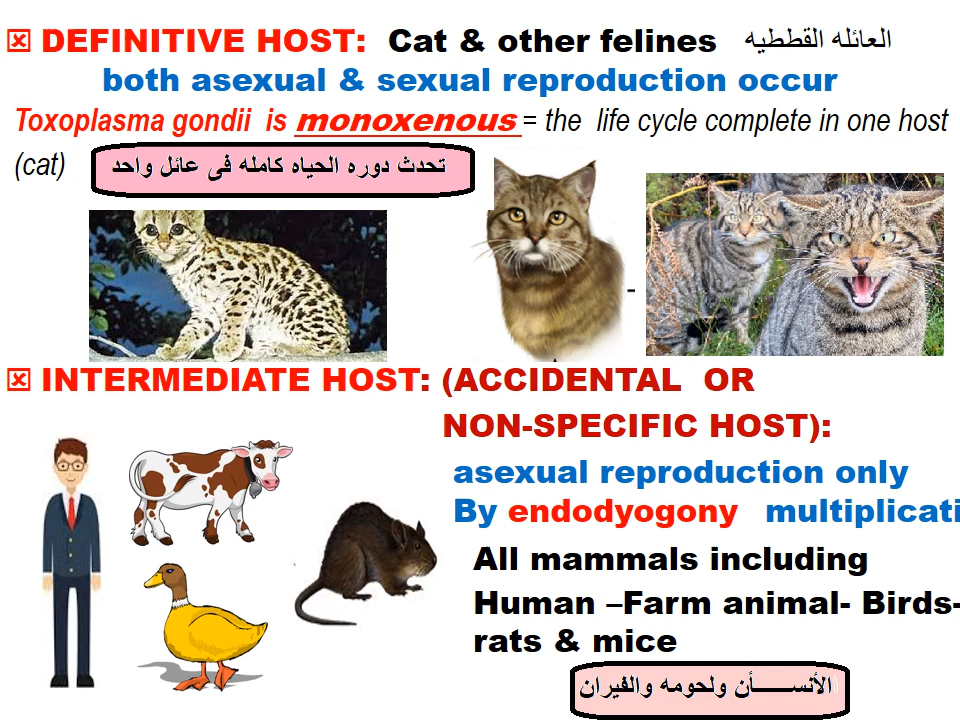 DEFINITIVE HOST: Cat & other felines العائله القططيه
both asexual & sexual reproduction occur
Toxoplasma gondii is monoxenous = the life cycle complete in one host
(cat) تحدث دوره الحياه كامله فى عائل واحد
-
INTERMEDIATE HOST: (ACCIDENTAL OR
NON-SPECIFIC HOST):
asexual reproduction only
By endodyogony multiplicati
All mammals including
Human –Farm animal- Birds-
rats & mice
الأنســـــــأن ولحومه والفيران